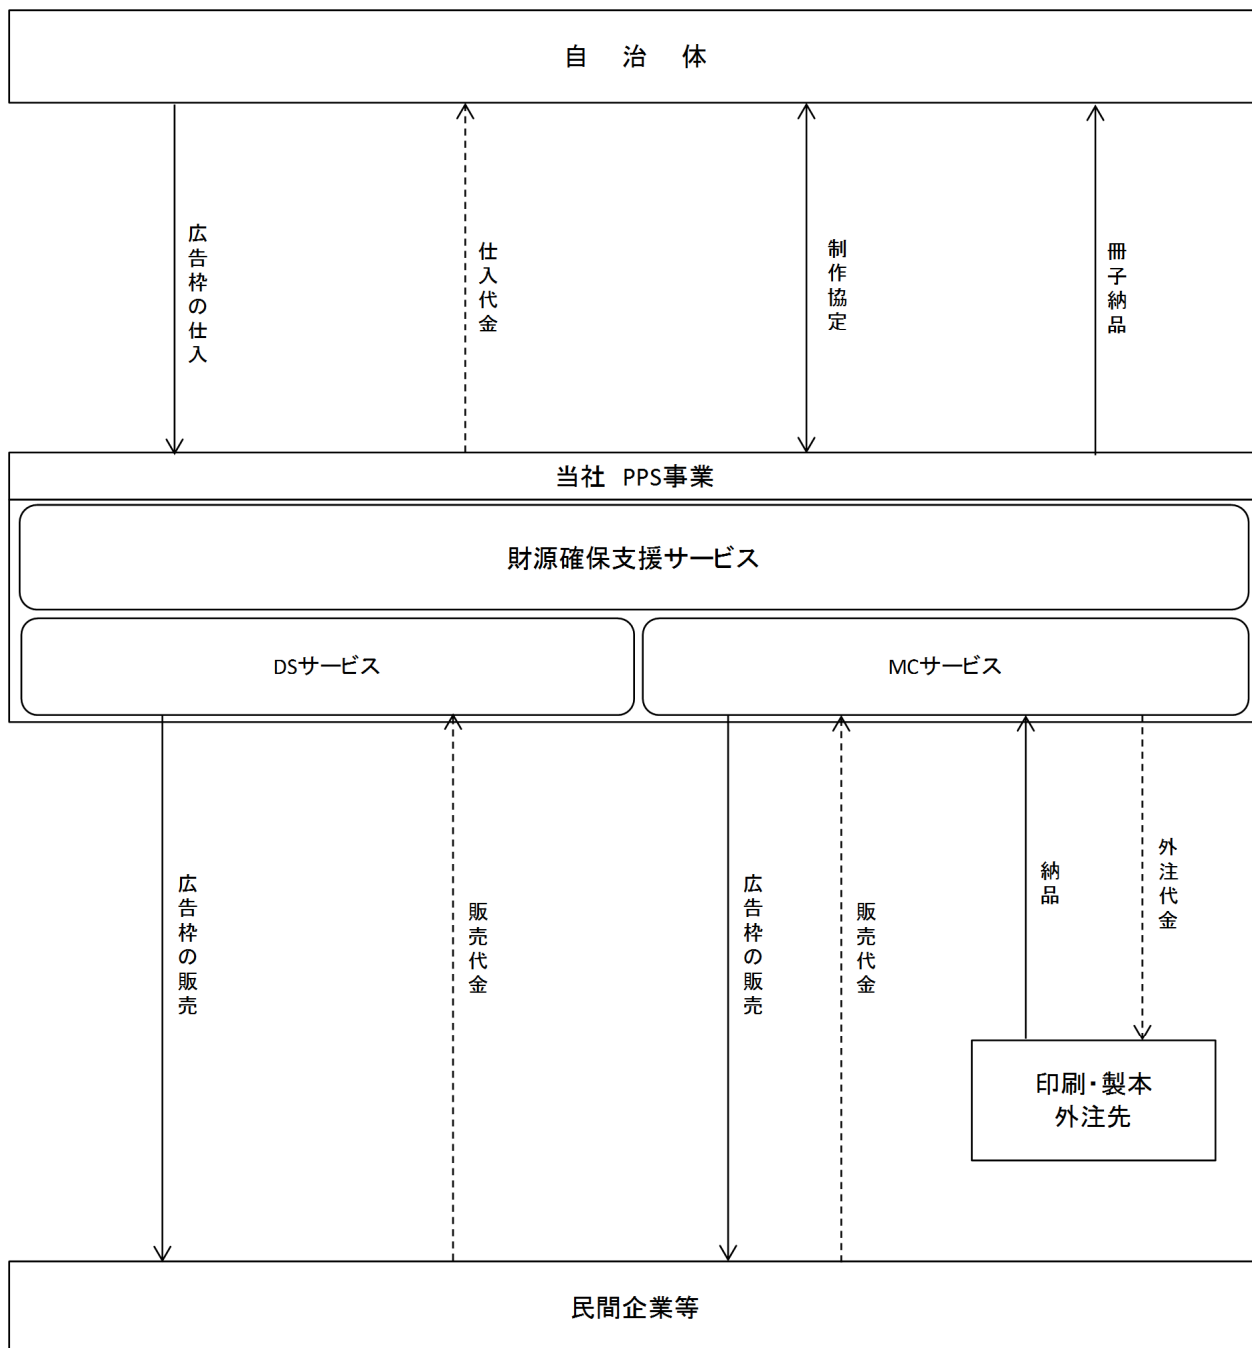 自　治　体
広告枠の仕入
仕入代金
制作協定
冊子納品
当社 PPS事業
財源確保支援サービス
DSサービス
MCサービス
広告枠の販売
販売代金
広告枠の販売
販売代金
納品
外注代金
印刷・製本
外注先
民間企業等